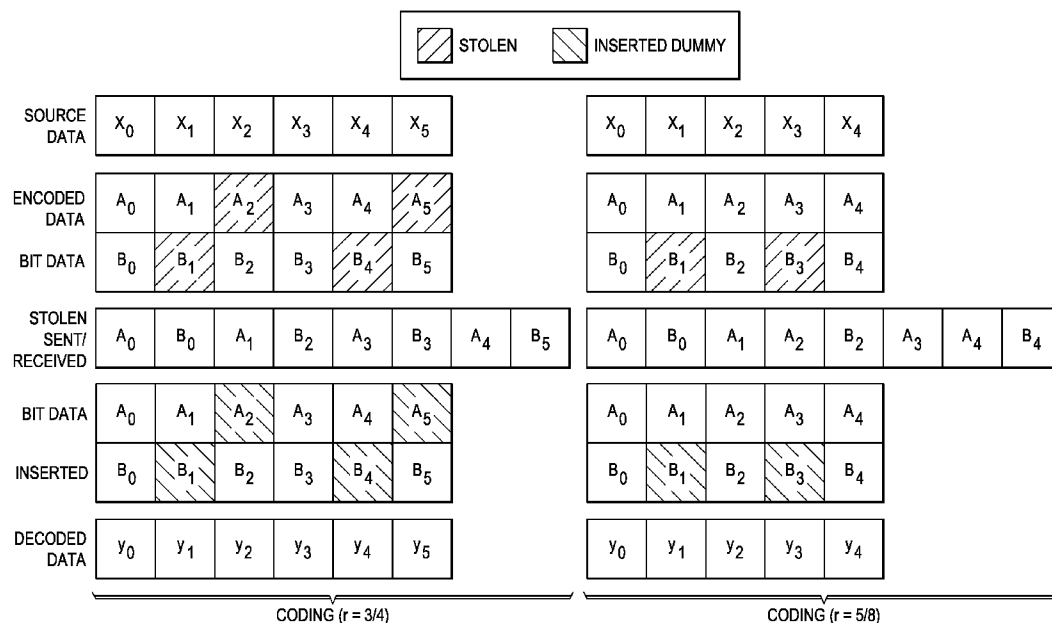 STOLEN INSERTED DUMMY
SOURCE DATA X₀ X₁ X₂ X₃ X₄ X₅ X₀ X₁ X₂ X₃ X₄
ENCODED DATA A₀ A₁ A₂ A₃ A₄ A₅ A₀ A₁ A₂ A₃ A₄
BIT DATA B₀ B₁ B₂ B₃ B₄ B₅ B₀ B₁ B₂ B₃ B₄
STOLEN SENT/ RECEIVED A₀ B₀ A₁ B₂ A₃ B₃ A₄ B₅ A₀ B₀ A₁ A₂ B₂ A₃ A₄ B₄
BIT DATA A₀ A₁ A₂ A₃ A₄ A₅ A₀ A₁ A₂ A₃ A₄
INSERTED B₀ B₁ B₂ B₃ B₄ B₅ B₀ B₁ B₂ B₃ B₄
DECODED DATA y₀ y₁ y₂ y₃ y₄ y₅ y₀ y₁ y₂ y₃ y₄
CODING (r = 3/4) CODING (r = 5/8)